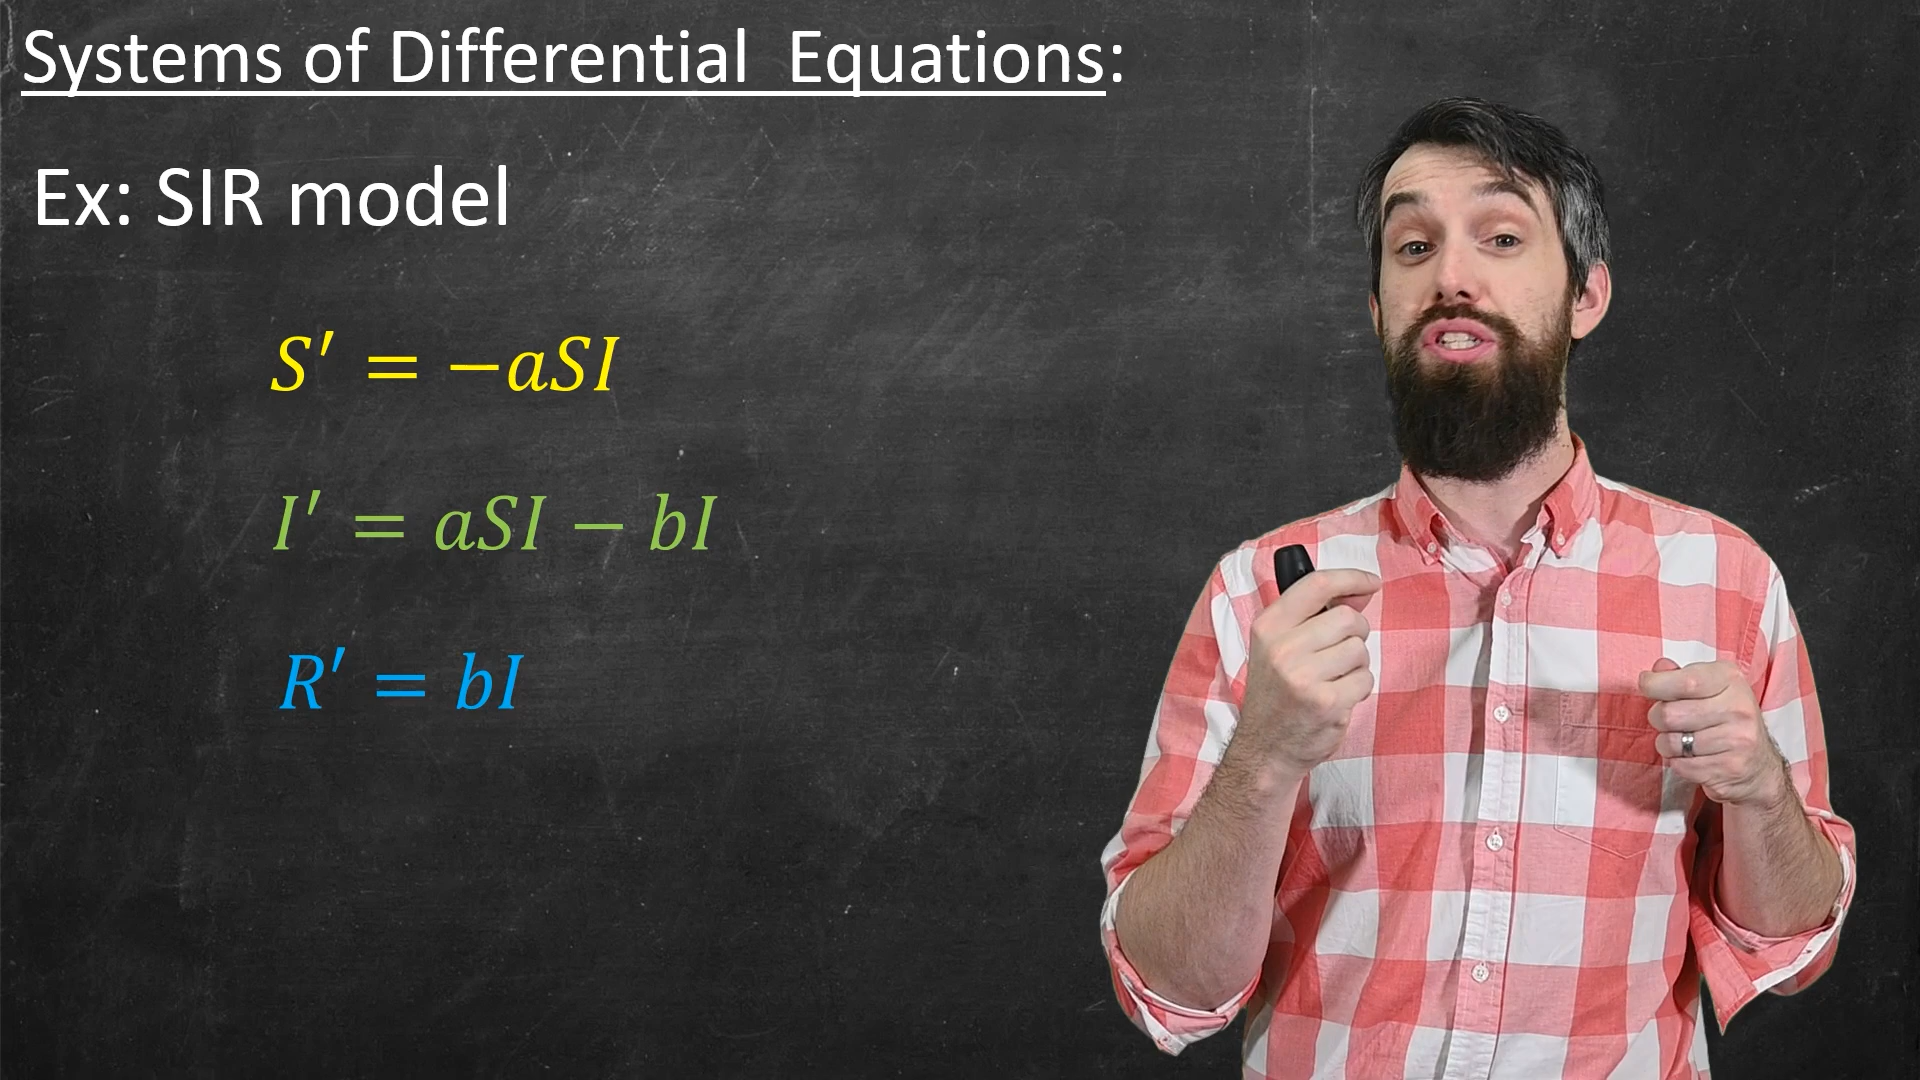 Systems of Differential  Equations:
Ex: SIR model
S′ = −aSI
I′ = aSI − bI
R′ = bI